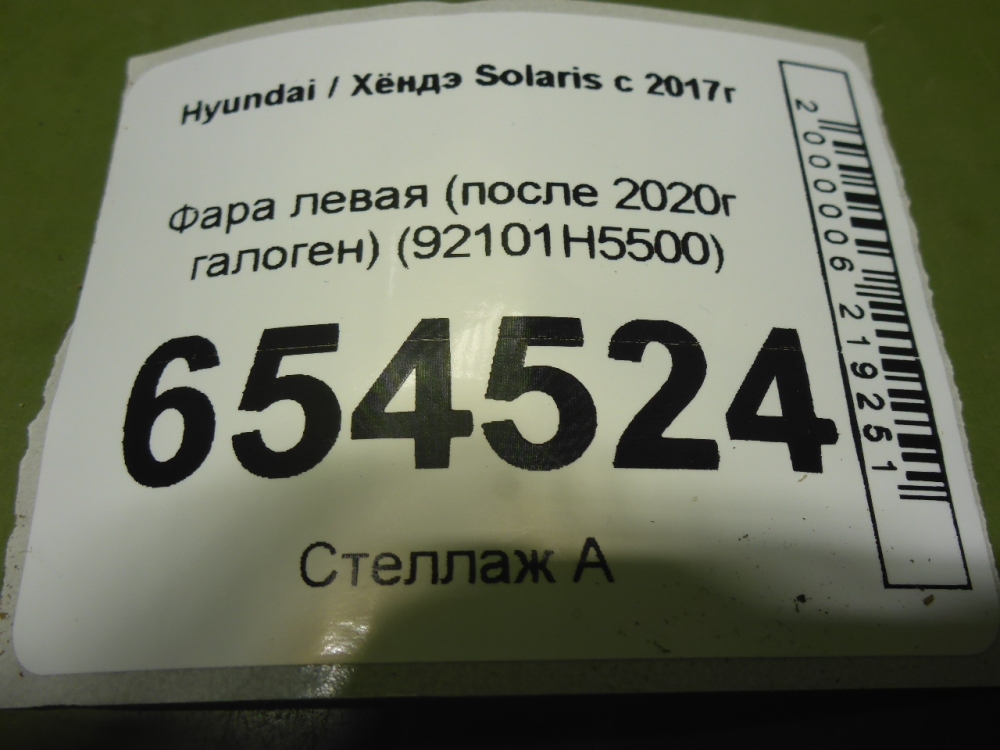 Hyundai / Хёндэ Solaris с 2017г
Фара левая (после 2020г
галоген) (92101H5500)
654524
Стеллаж А
2000006219251